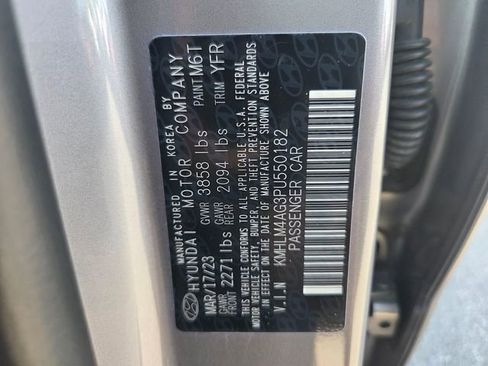 MANUFACTURED IN KOREA BY
HYUNDAI MOTOR COMPANY
MAR/17/23 GVWR 3858 lbs PAINT M6T
GAWR FRONT 2271 lbs GAWR REAR 2094 lbs TRIM YFR
THIS VEHICLE CONFORMS TO ALL APPLICABLE U.S.A. FEDERAL
MOTOR VEHICLE SAFETY, BUMPER, AND THEFT PREVENTION STANDARDS
IN EFFECT ON THE DATE OF MANUFACTURE SHOWN ABOVE.
V.I.N KMHLM4AG3PU550182
PASSENGER CAR